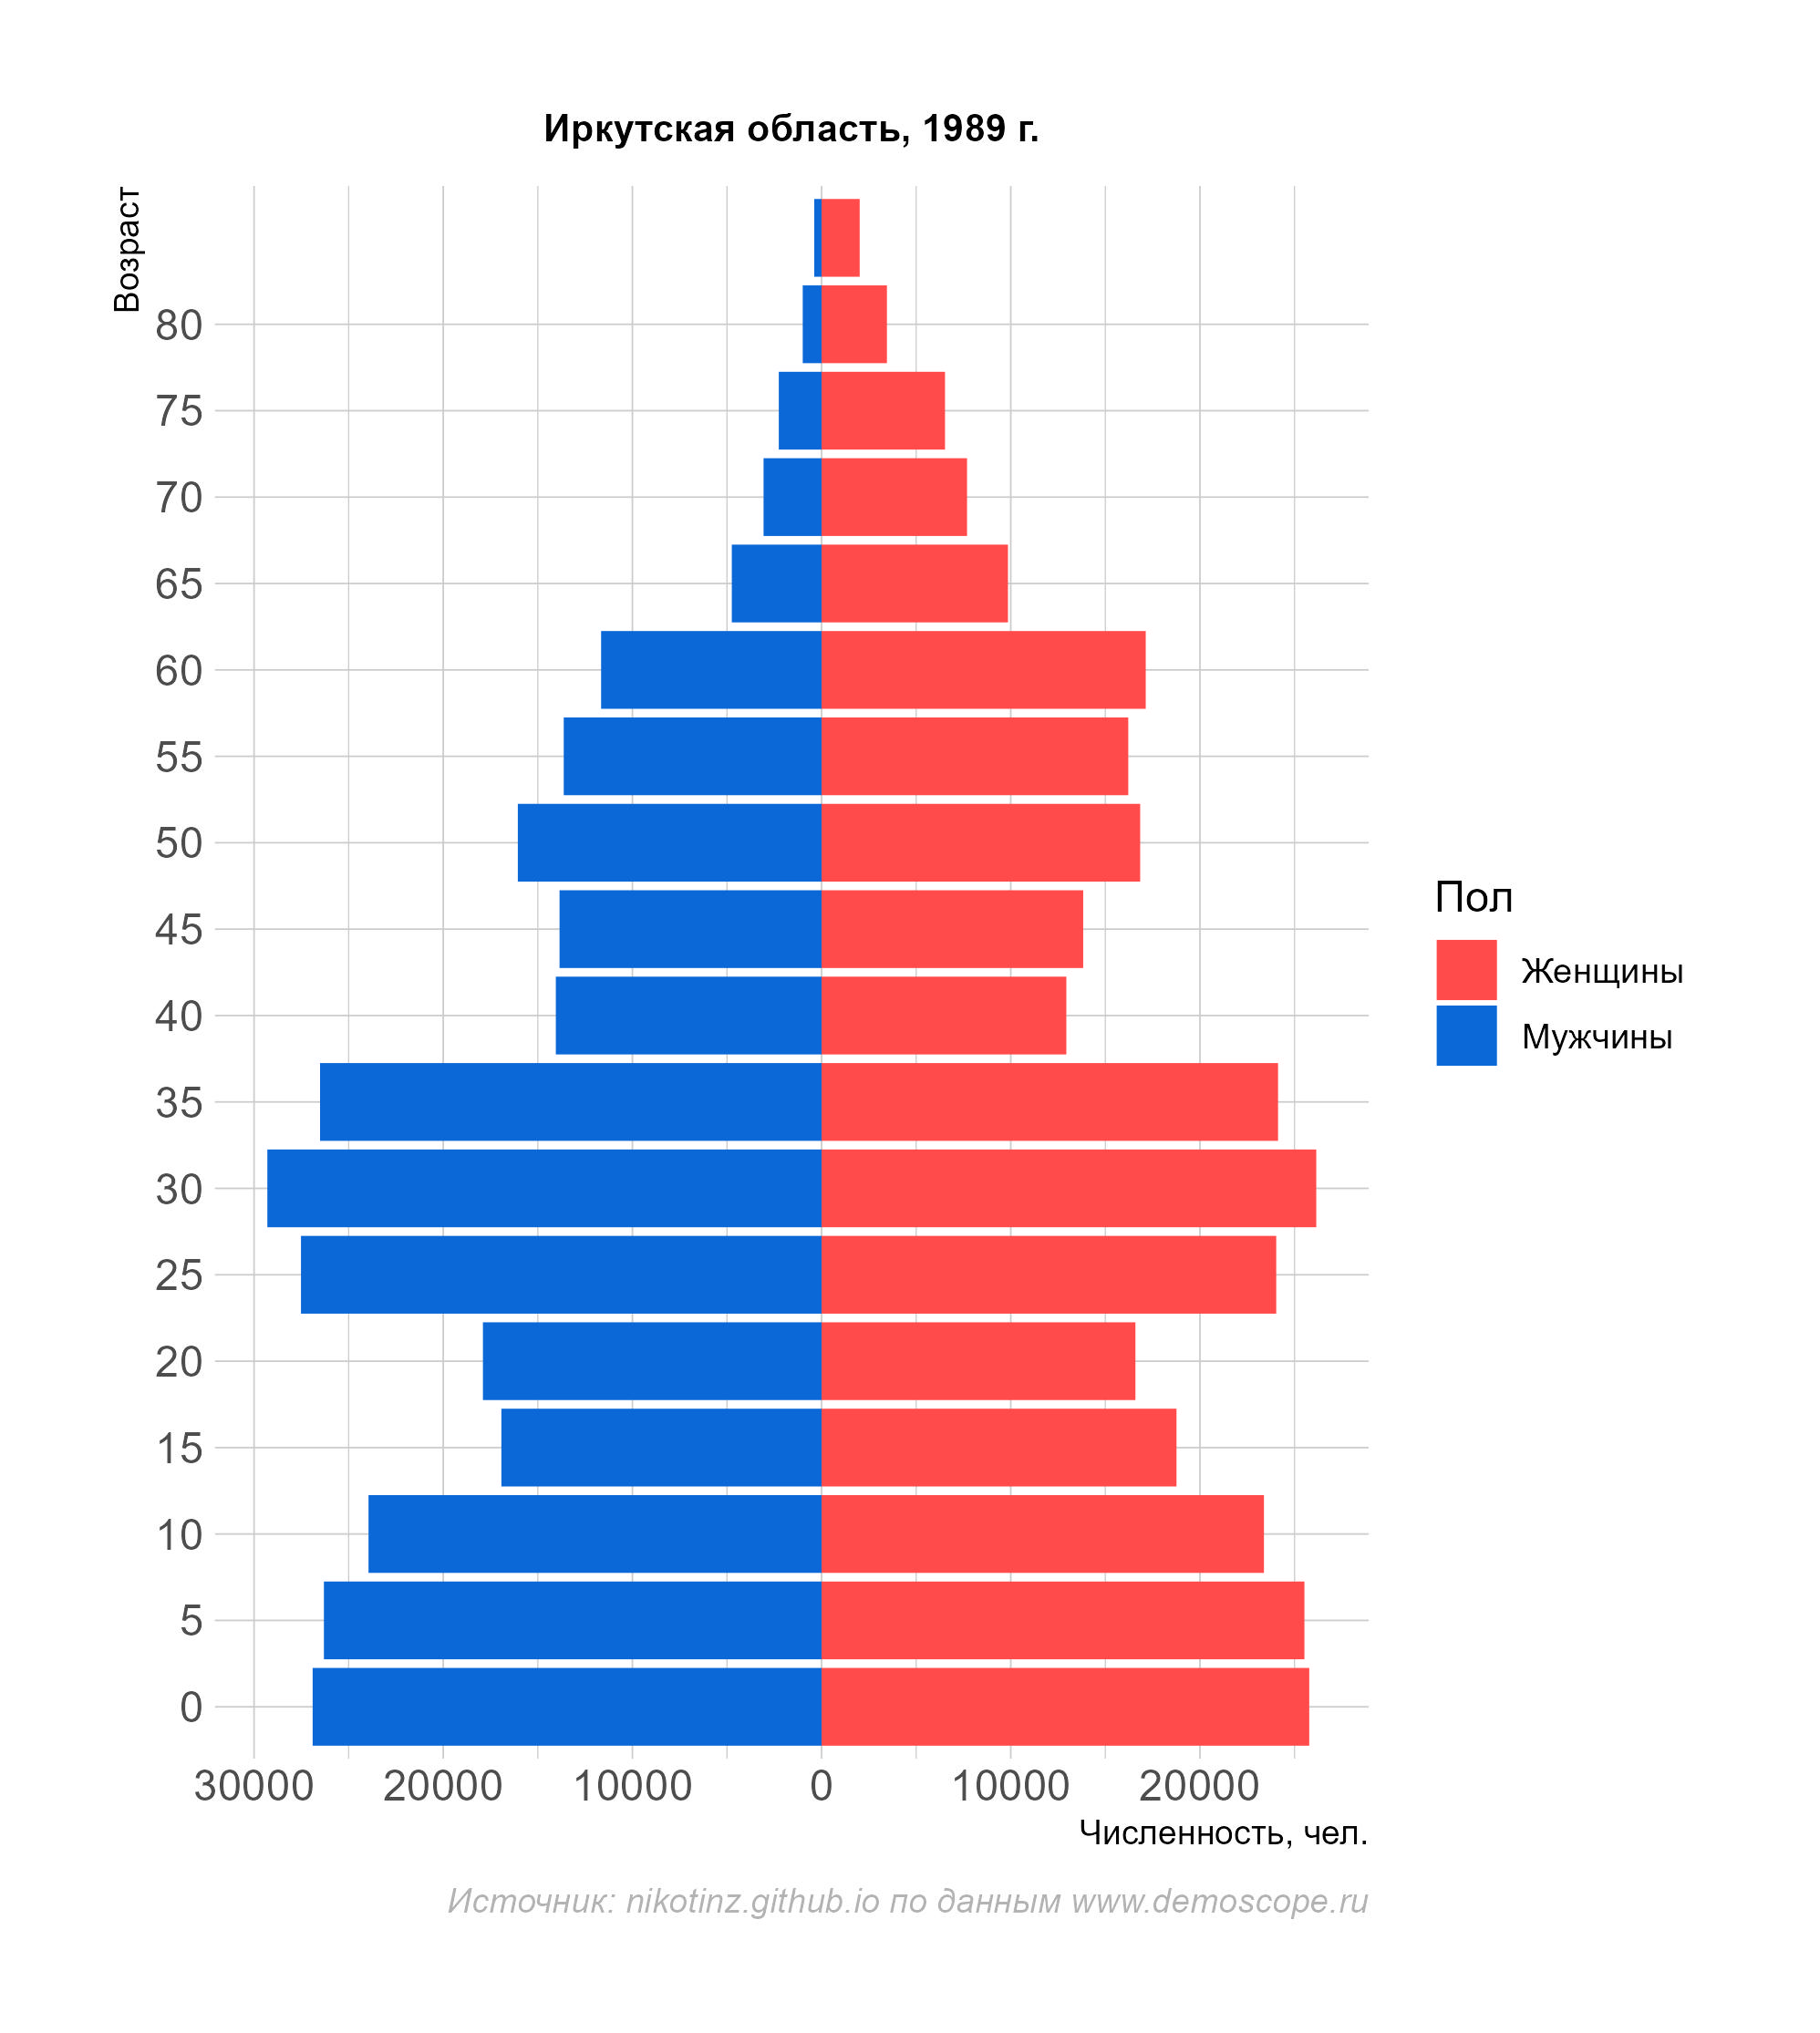 Иркутская область, 1989 г.
Возраст
80
75
70
65
60
55
50
45
40
35
30
25
20
15
10
5
0
30000 20000 10000 0 10000 20000
Численность, чел.
Пол
Женщины
Мужчины
Источник: nikotinz.github.io по данным www.demoscope.ru